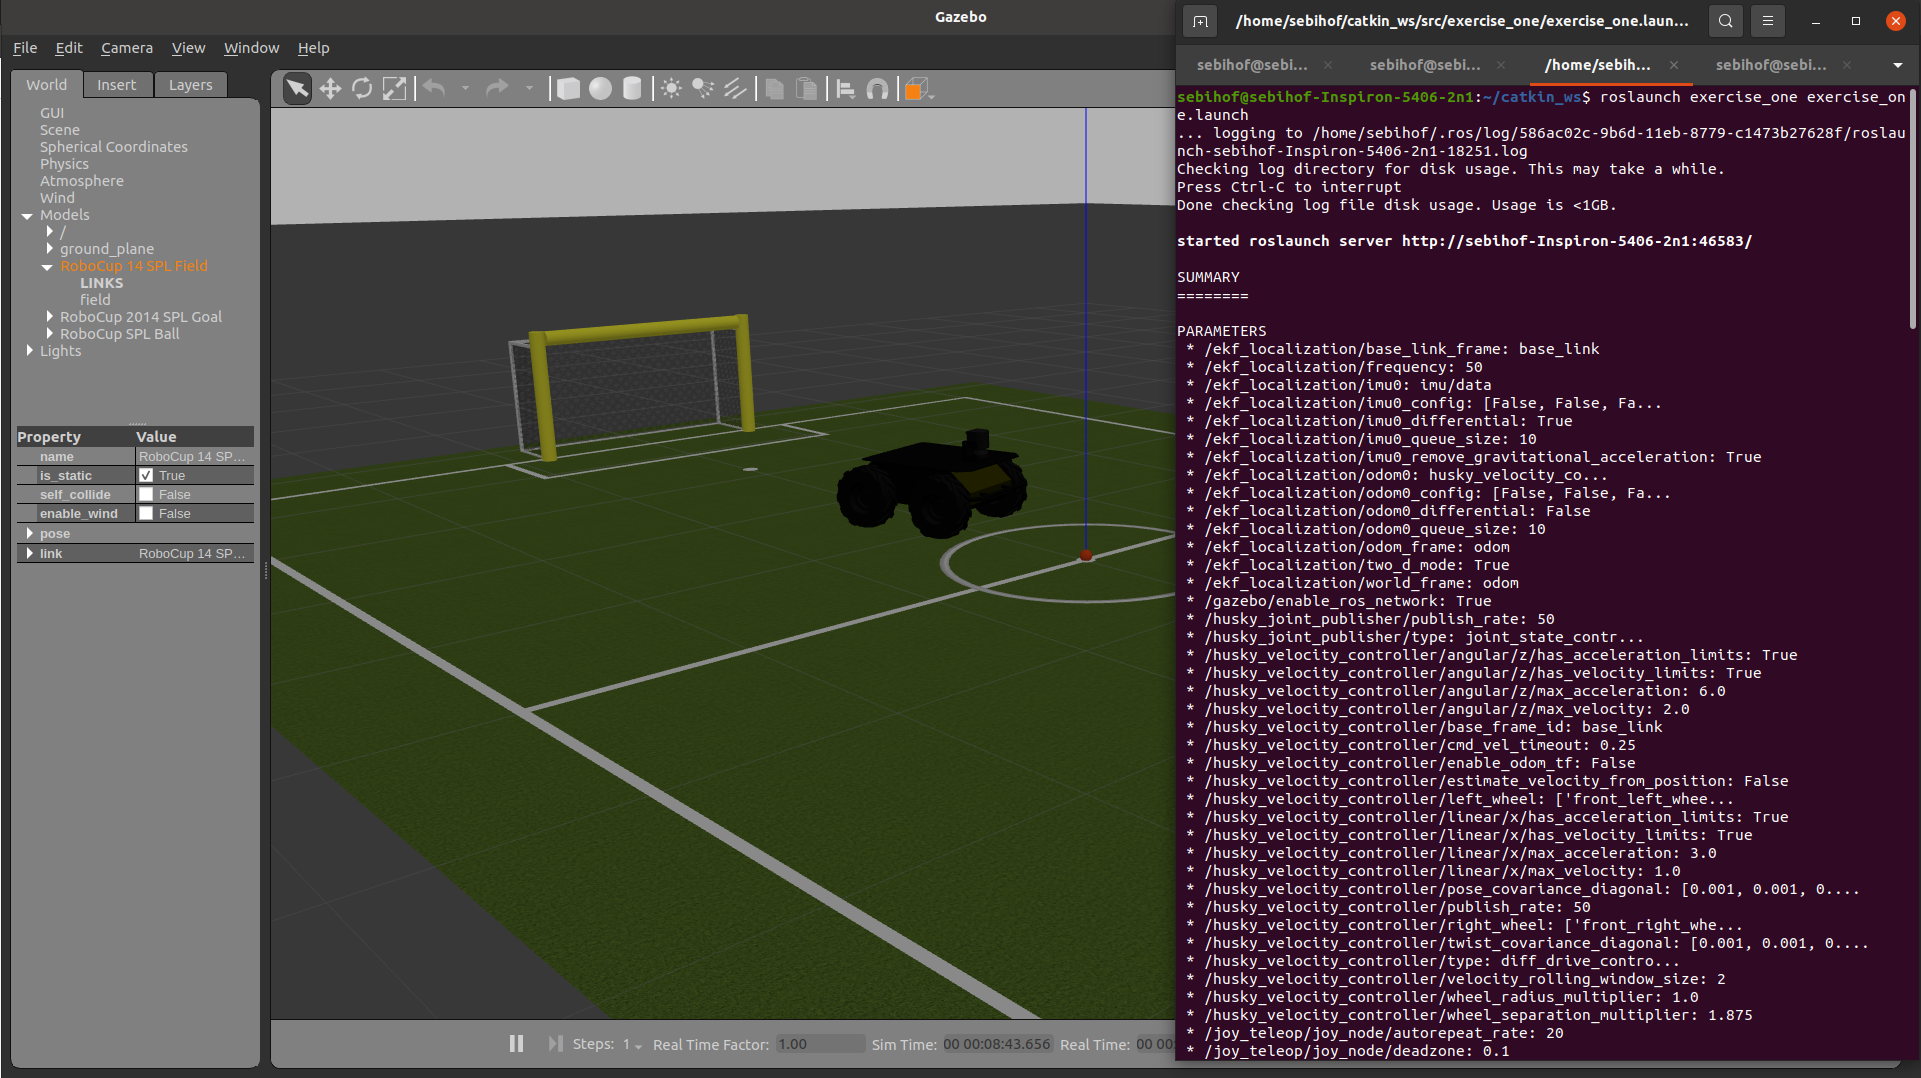 Gazebo
File Edit Camera View Window Help
World Insert Layers
GUI
Scene
Spherical Coordinates
Physics
Atmosphere
Wind
Models
/
ground_plane
RoboCup 14 SPL Field
LINKS
field
RoboCup 2014 SPL Goal
RoboCup SPL Ball
Lights
Property Value
name RoboCup 14 SP...
is_static True
self_collide False
enable_wind False
pose
link RoboCup 14 SP...
Steps: 1 Real Time Factor: 1.00 Sim Time: 00 00:08:43.656 Real Time: 00 00:
/home/sebihof/catkin_ws/src/exercise_one/exercise_one.laun...
sebihof@sebi... sebihof@sebi... /home/sebih... sebihof@sebi...
sebihof@sebihof-Inspiron-5406-2n1:~/catkin_ws$ roslaunch exercise_one exercise_on
e.launch
... logging to /home/sebihof/.ros/log/586ac02c-9b6d-11eb-8779-c1473b27628f/roslau
nch-sebihof-Inspiron-5406-2n1-18251.log
Checking log directory for disk usage. This may take a while.
Press Ctrl-C to interrupt
Done checking log file disk usage. Usage is <1GB.
started roslaunch server http://sebihof-Inspiron-5406-2n1:46583/
SUMMARY
========
PARAMETERS
* /ekf_localization/base_link_frame: base_link
* /ekf_localization/frequency: 50
* /ekf_localization/imu0: imu/data
* /ekf_localization/imu0_config: [False, False, Fa...
* /ekf_localization/imu0_differential: True
* /ekf_localization/imu0_queue_size: 10
* /ekf_localization/imu0_remove_gravitational_acceleration: True
* /ekf_localization/odom0: husky_velocity_co...
* /ekf_localization/odom0_config: [False, False, Fa...
* /ekf_localization/odom0_differential: False
* /ekf_localization/odom0_queue_size: 10
* /ekf_localization/odom_frame: odom
* /ekf_localization/two_d_mode: True
* /ekf_localization/world_frame: odom
* /gazebo/enable_ros_network: True
* /husky_joint_publisher/publish_rate: 50
* /husky_joint_publisher/type: joint_state_contr...
* /husky_velocity_controller/angular/z/has_acceleration_limits: True
* /husky_velocity_controller/angular/z/has_velocity_limits: True
* /husky_velocity_controller/angular/z/max_acceleration: 6.0
* /husky_velocity_controller/angular/z/max_velocity: 2.0
* /husky_velocity_controller/base_frame_id: base_link
* /husky_velocity_controller/cmd_vel_timeout: 0.25
* /husky_velocity_controller/enable_odom_tf: False
* /husky_velocity_controller/estimate_velocity_from_position: False
* /husky_velocity_controller/left_wheel: ['front_left_whee...
* /husky_velocity_controller/linear/x/has_acceleration_limits: True
* /husky_velocity_controller/linear/x/has_velocity_limits: True
* /husky_velocity_controller/linear/x/max_acceleration: 3.0
* /husky_velocity_controller/linear/x/max_velocity: 1.0
* /husky_velocity_controller/pose_covariance_diagonal: [0.001, 0.001, 0....
* /husky_velocity_controller/publish_rate: 50
* /husky_velocity_controller/right_wheel: ['front_right_whe...
* /husky_velocity_controller/twist_covariance_diagonal: [0.001, 0.001, 0....
* /husky_velocity_controller/type: diff_drive_contro...
* /husky_velocity_controller/velocity_rolling_window_size: 2
* /husky_velocity_controller/wheel_radius_multiplier: 1.0
* /husky_velocity_controller/wheel_separation_multiplier: 1.875
* /joy_teleop/joy_node/autorepeat_rate: 20
* /joy_teleop/joy_node/deadzone: 0.1